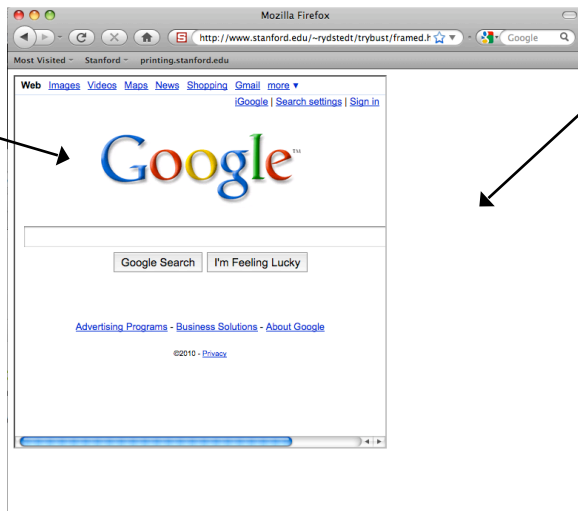 Mozilla Firefox
http://www.stanford.edu/~rydstedt/trybust/framed.h
Google
Most Visited Stanford printing.stanford.edu
Web Images Videos Maps News Shopping Gmail more ▼
iGoogle | Search settings | Sign in
Google™
Google Search I'm Feeling Lucky
Advertising Programs - Business Solutions - About Google
©2010 - Privacy